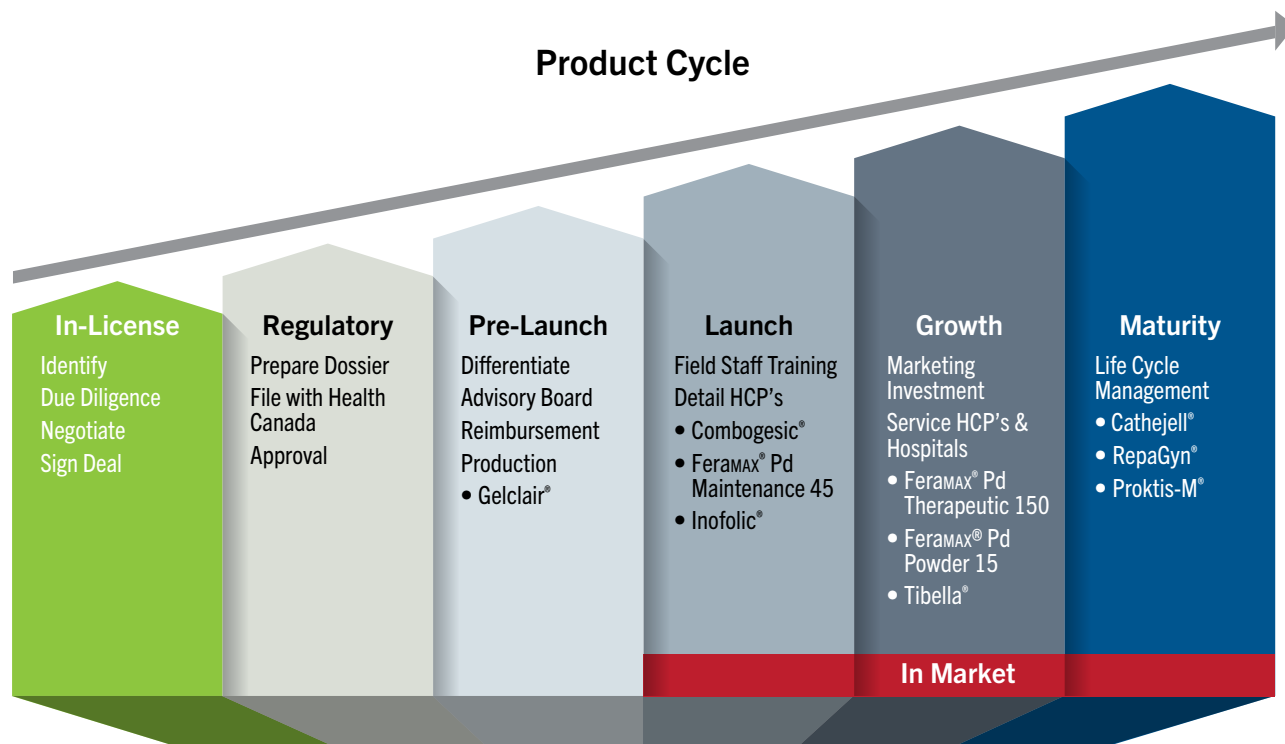 Product Cycle
In-License
Identify
Due Diligence
Negotiate
Sign Deal
Regulatory
Prepare Dossier
File with Health
Canada
Approval
Pre-Launch
Differentiate
Advisory Board
Reimbursement
Production
• Gelclair®
Launch
Field Staff Training
Detail HCP's
• Combogesic®
• FeraMAX® Pd
Maintenance 45
• Inofolic®
Growth
Marketing
Investment
Service HCP's &
Hospitals
• FeraMAX® Pd
Therapeutic 150
• FeraMAX® Pd
Powder 15
• Tibella®
Maturity
Life Cycle
Management
• Cathejell®
• RepaGyn®
• Proktis-M®
In Market